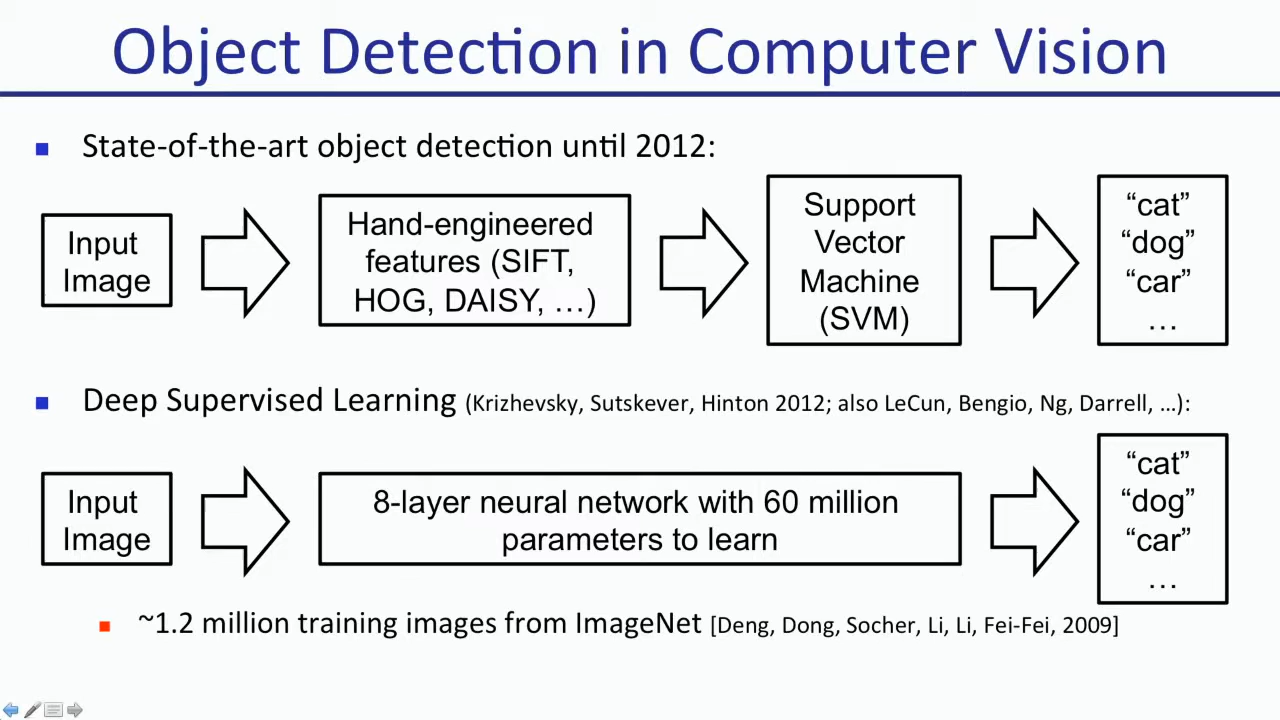 Object Detection in Computer Vision
State-of-the-art object detection until 2012:
Input
Image
Hand-engineered
features (SIFT,
HOG, DAISY, …)
Support
Vector
Machine
(SVM)
“cat”
“dog”
“car”
…
Deep Supervised Learning (Krizhevsky, Sutskever, Hinton 2012; also LeCun, Bengio, Ng, Darrell, …):
Input
Image
8-layer neural network with 60 million
parameters to learn
“cat”
“dog”
“car”
…
~1.2 million training images from ImageNet [Deng, Dong, Socher, Li, Li, Fei-Fei, 2009]